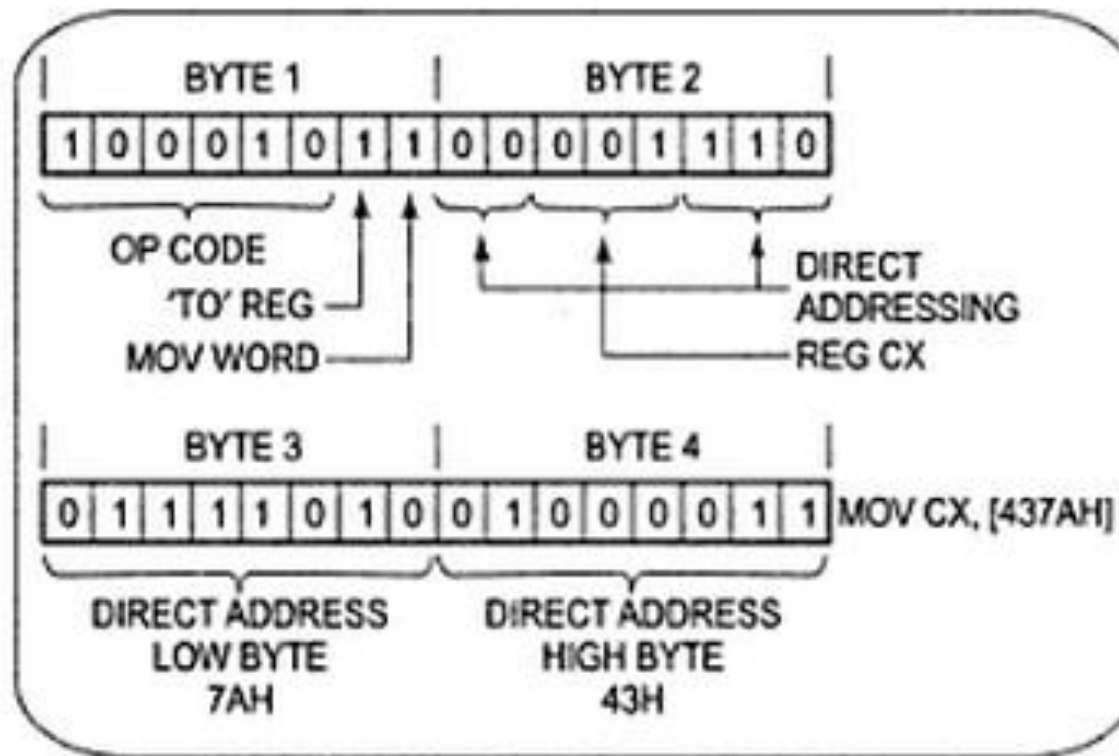 BYTE 1 BYTE 2
1 0 0 0 1 0 1 1 0 0 0 0 1 1 1 0
OP CODE
'TO' REG
MOV WORD
DIRECT
ADDRESSING
REG CX
BYTE 3 BYTE 4
0 1 1 1 1 0 1 0 0 1 0 0 0 0 1 1 MOV CX, [437AH]
DIRECT ADDRESS
LOW BYTE
7AH
DIRECT ADDRESS
HIGH BYTE
43H